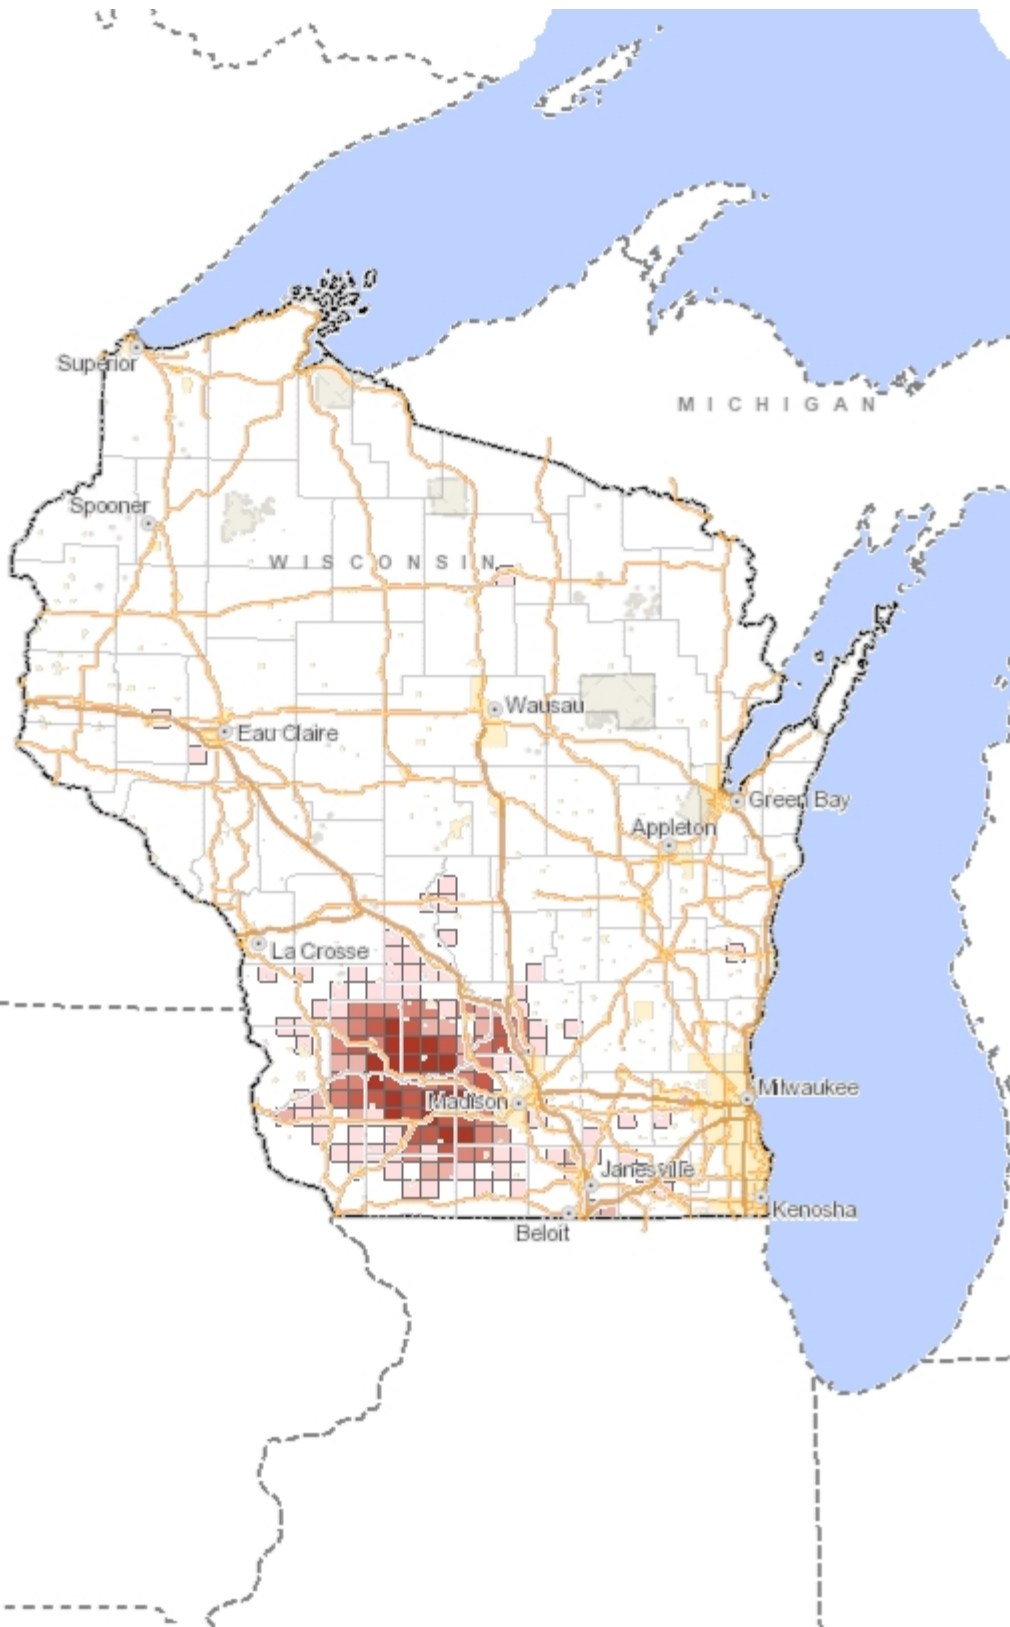 Superior
MICHIGAN
Spooner
WISCONSIN
Wausau
Eau Claire
Green Bay
Appleton
La Crosse
Milwaukee
Madison
Janesville
Kenosha
Beloit